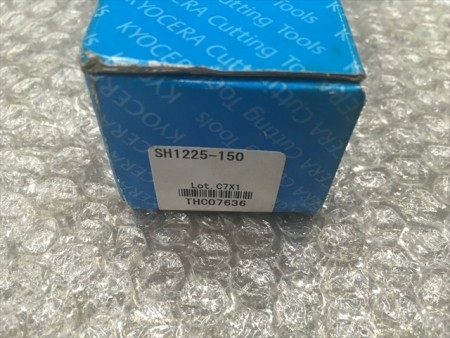 KYOCERA Cutting Tools
KYOCERA Cutting Tools
SH1225-150
Lot. C7X1
THC07636